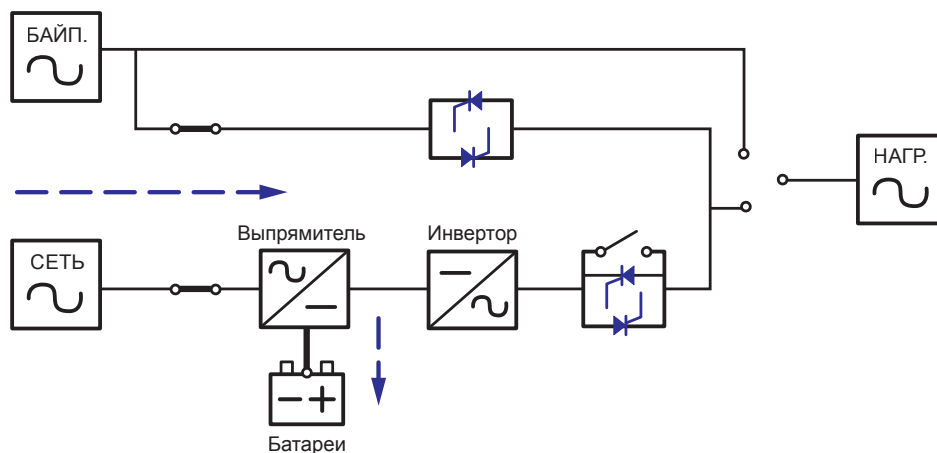 БАЙП.
НАГР.
Выпрямитель
Инвертор
СЕТЬ
Батареи